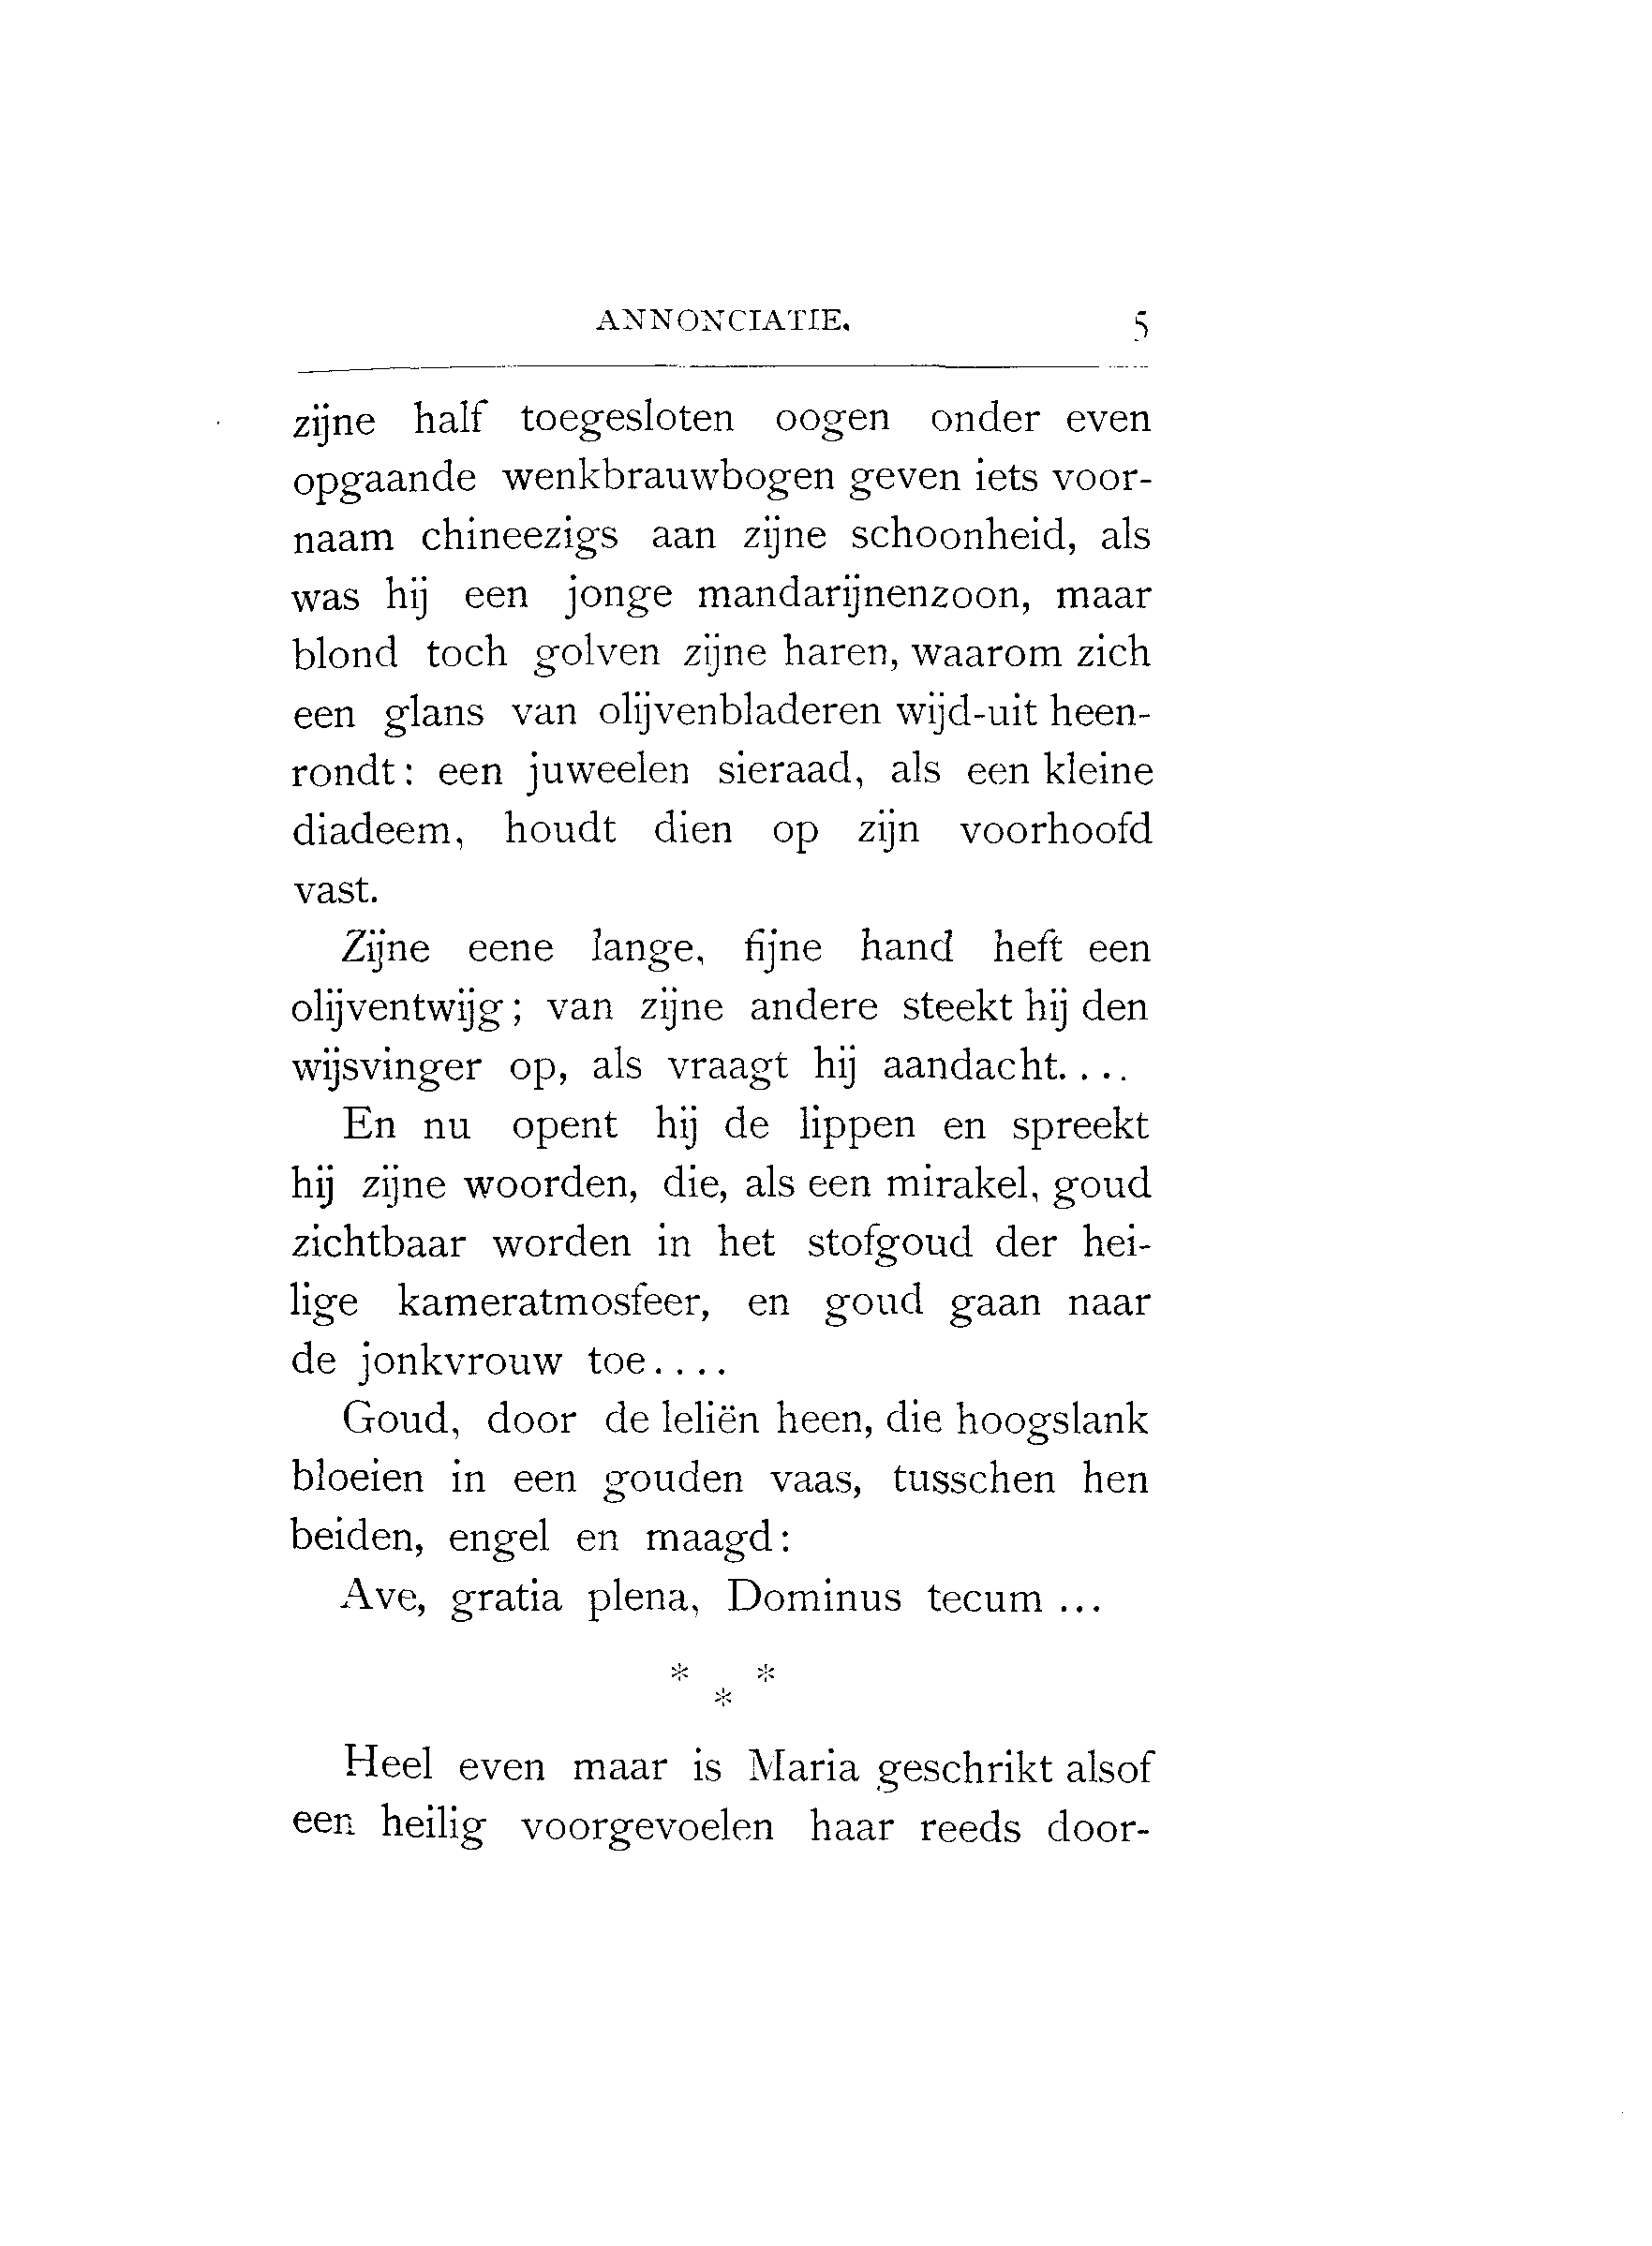 ANNONCIATIE. 5
zijne half toegesloten oogen onder even
opgaande wenkbrauwbogen geven iets voor-
naam chineezigs aan zijne schoonheid, als
was hij een jonge mandarijnenzoon, maar
blond toch golven zijne haren, waarom zich
een glans van olijvenbladeren wijd-uit heen-
rondt: een juweelen sieraad, als een kleine
diadeem, houdt dien op zijn voorhoofd
vast.
Zijne eene lange, fijne hand heft een
olijventwijg; van zijne andere steekt hij den
wijsvinger op, als vraagt hij aandacht....
En nu opent hij de lippen en spreekt
hij zijne woorden, die, als een mirakel, goud
zichtbaar worden in het stofgoud der hei-
lige kameratmosfeer, en goud gaan naar
de jonkvrouw toe....
Goud, door de leliën heen, die hoogslank
bloeien in een gouden vaas, tusschen hen
beiden, engel en maagd:
Ave, gratia plena, Dominus tecum ...
* *
*
Heel even maar is Maria geschrikt alsof
een heilig voorgevoelen haar reeds door-